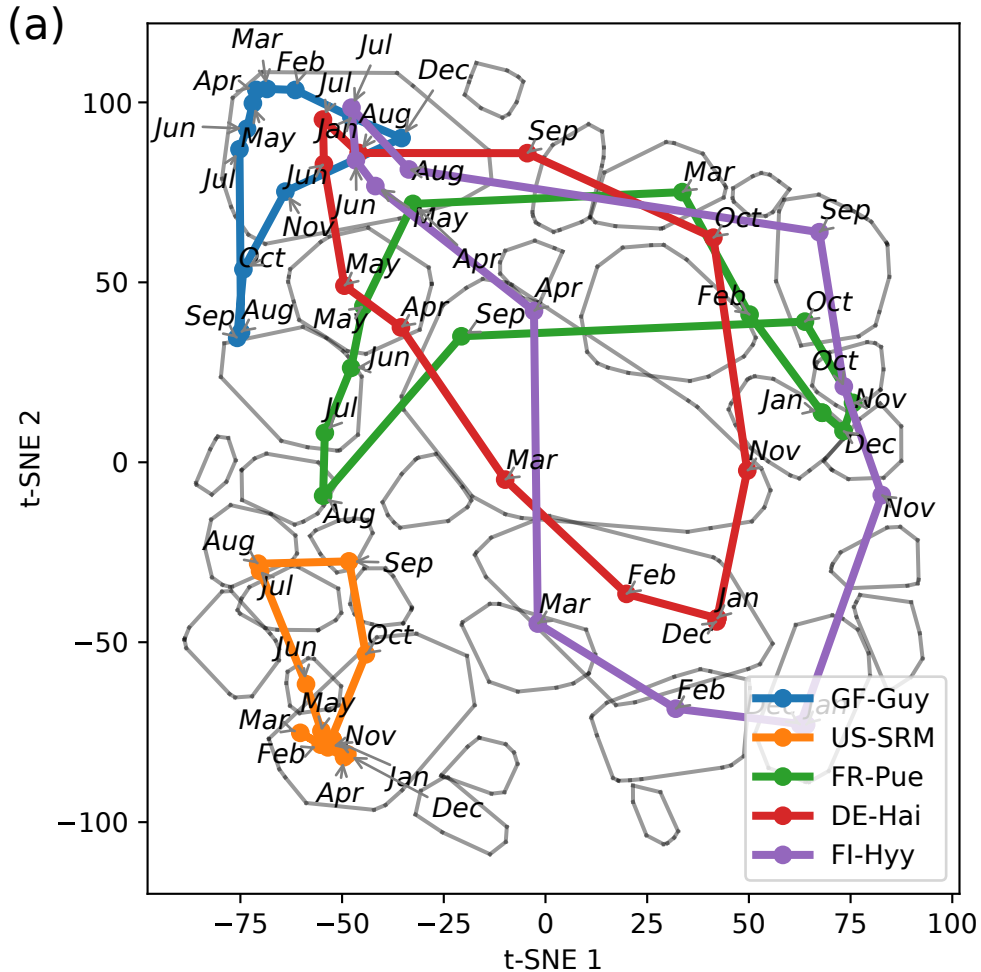 (a)
Mar
Feb
Jul
Dec
Apr
Jul
Aug
Jun
May
Jan
Sep
Jul
Jun
Aug
Mar
Nov
Jun
May
Oct
Sep
Oct
May
Apr
Apr
Sep
Aug
May
Apr
Sep
Feb
Oct
Jun
Oct
Jul
Jan
Nov
Mar
Nov
Dec
Aug
Nov
Aug
Sep
Jul
Feb
Mar
Jan
Oct
Dec
Jun
Feb
May
Dec
Jan
Mar
Nov
Feb
Apr
Jan
Dec
GF-Guy
US-SRM
FR-Pue
DE-Hai
FI-Hyy
100
50
0
−50
−100
t-SNE 2
−75
−50
−25
0
25
50
75
100
t-SNE 1